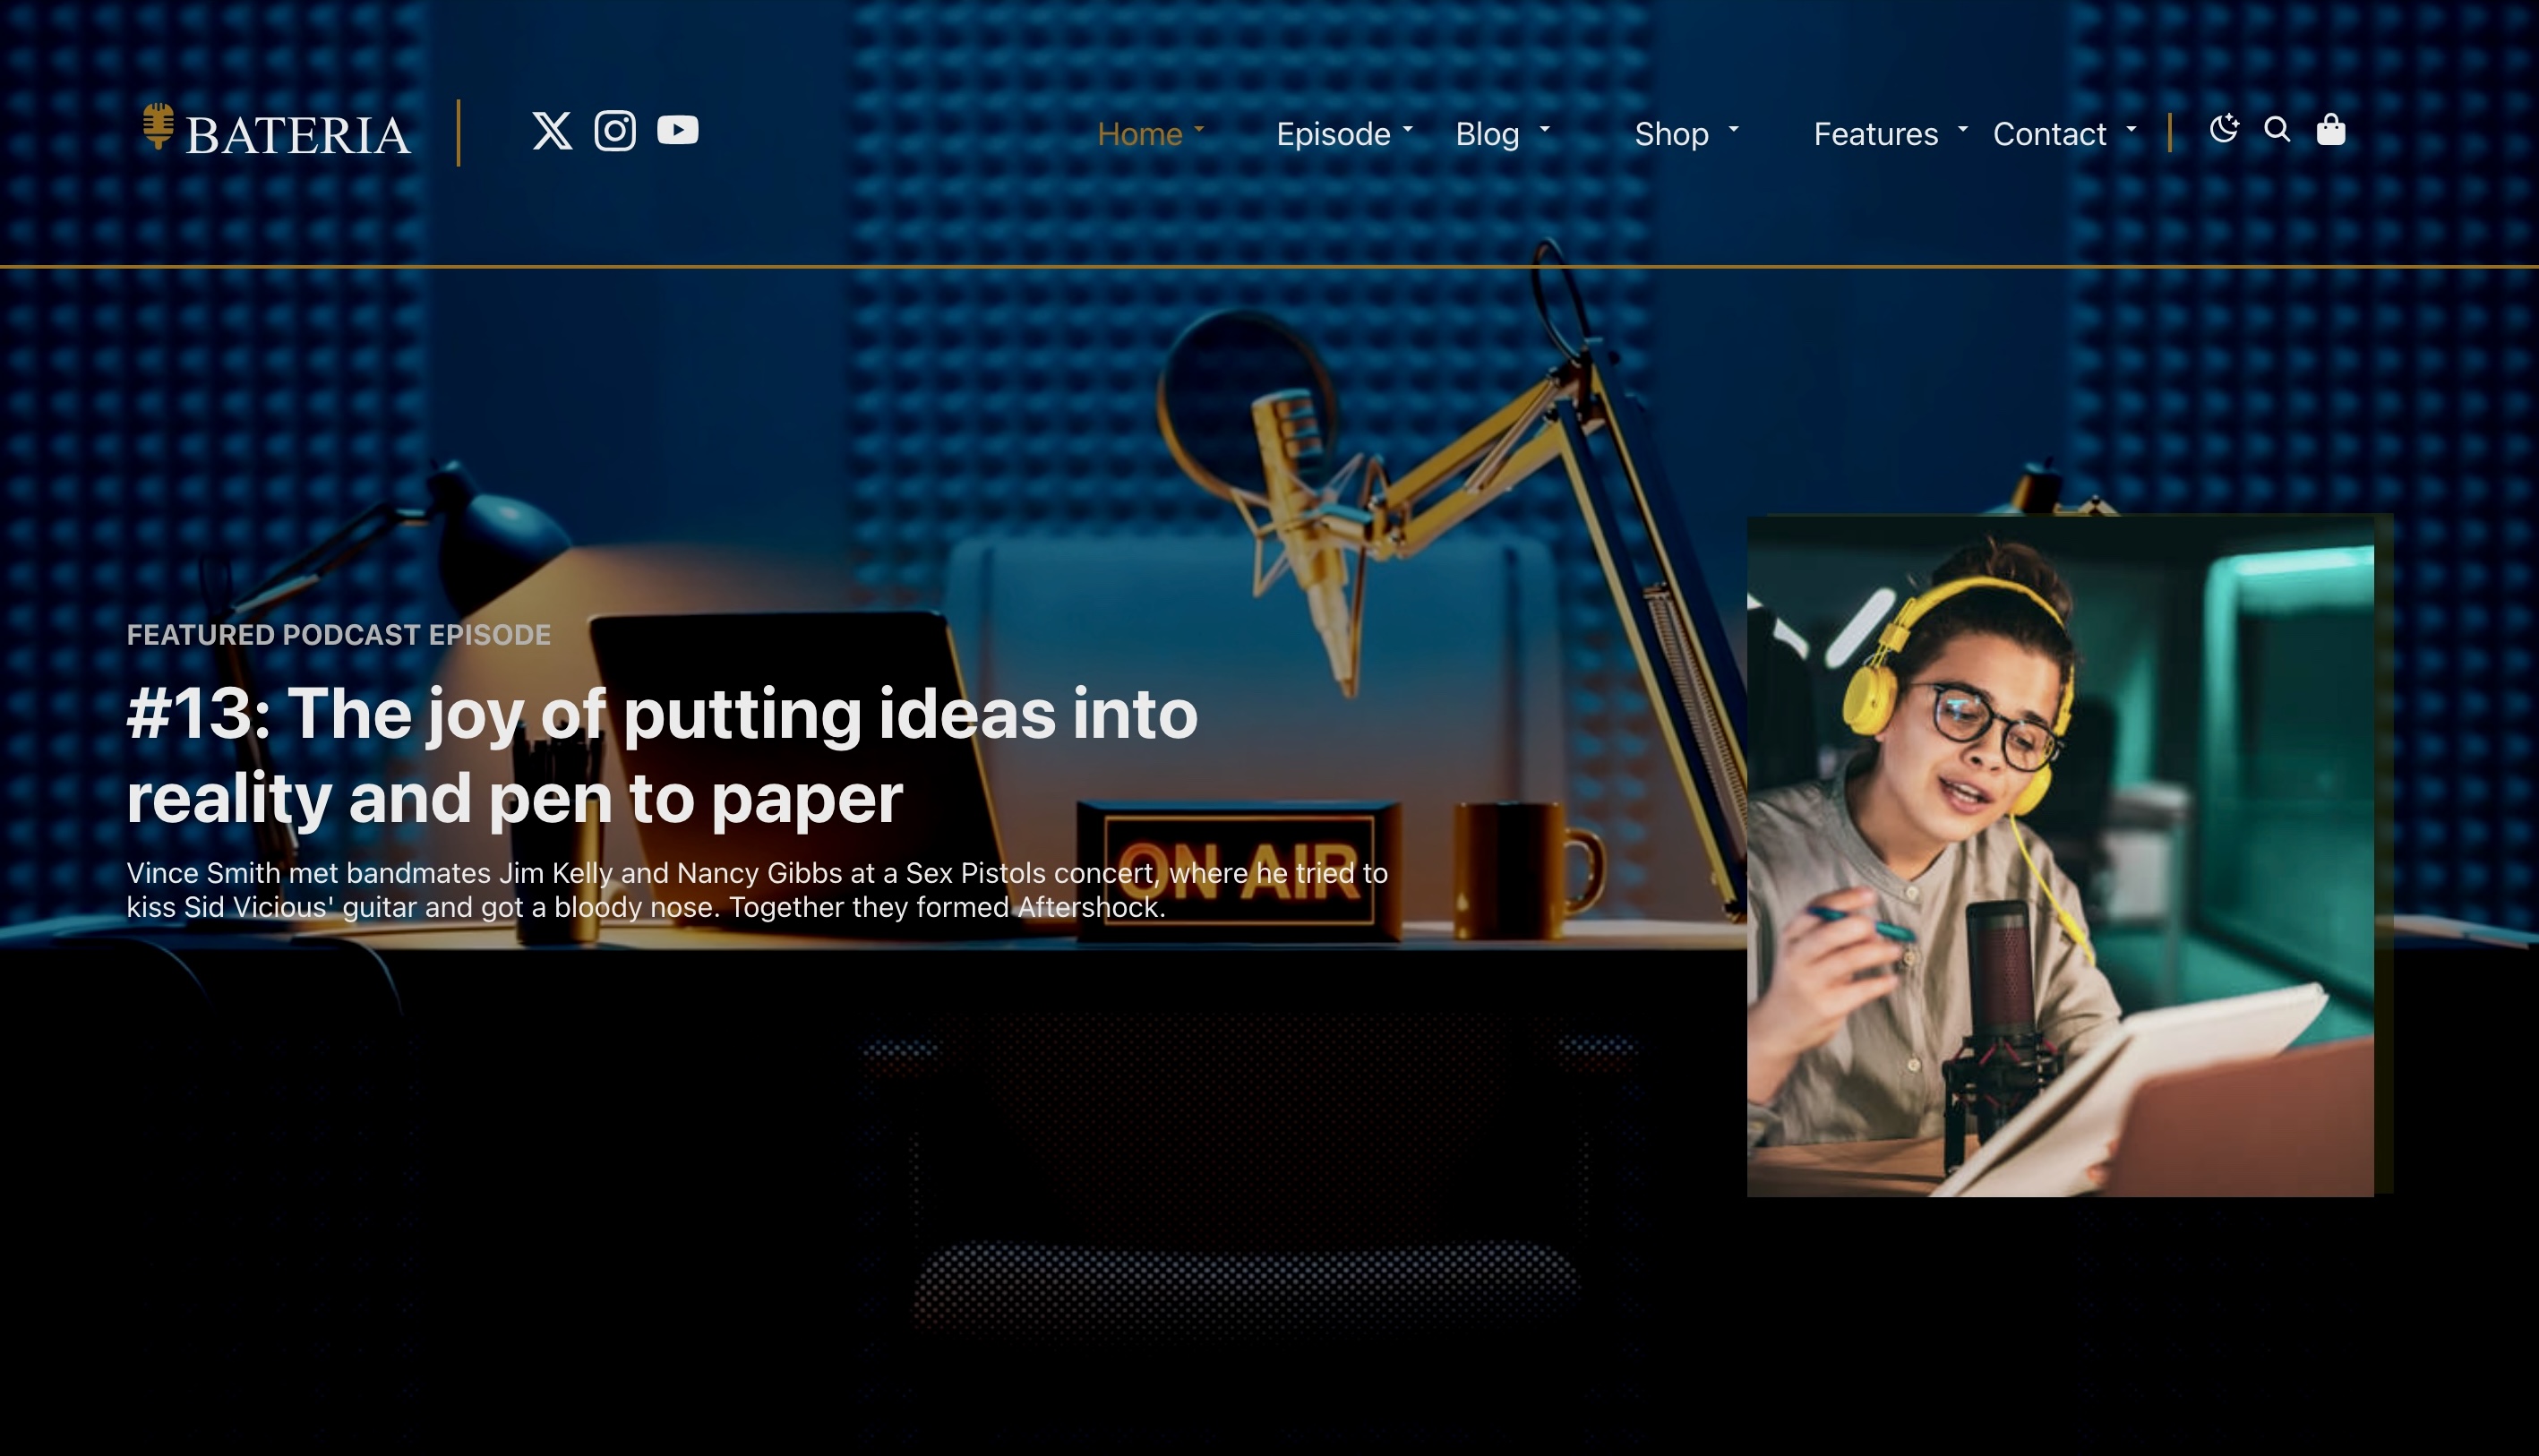 BATERIA
Home Episode Blog Shop Features Contact
FEATURED PODCAST EPISODE
#13: The joy of putting ideas into
reality and pen to paper
Vince Smith met bandmates Jim Kelly and Nancy Gibbs at a Sex Pistols concert, where he tried to
kiss Sid Vicious' guitar and got a bloody nose. Together they formed Aftershock.
ON AIR